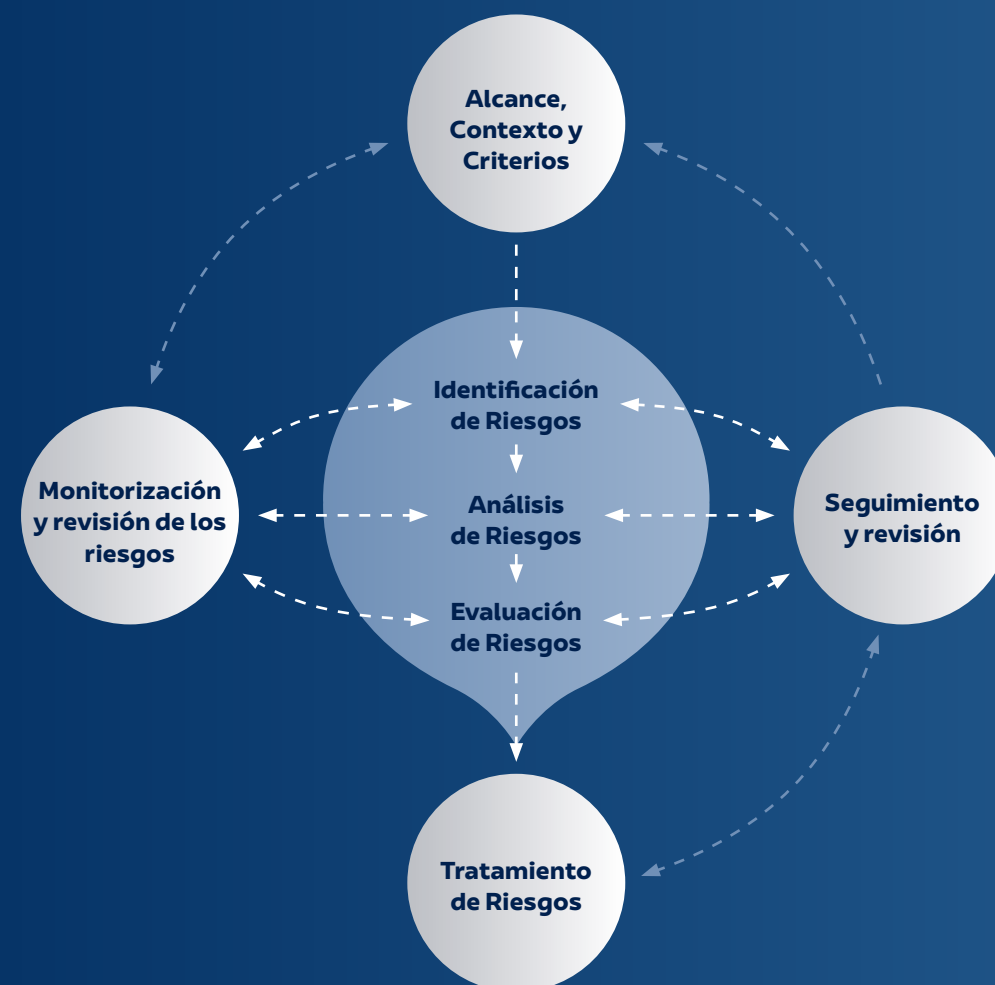 Alcance,
Contexto y
Criterios
Identificación
de Riesgos
Monitorización
y revisión de los
riesgos
Análisis
de Riesgos
Seguimiento
y revisión
Evaluación
de Riesgos
Tratamiento
de Riesgos